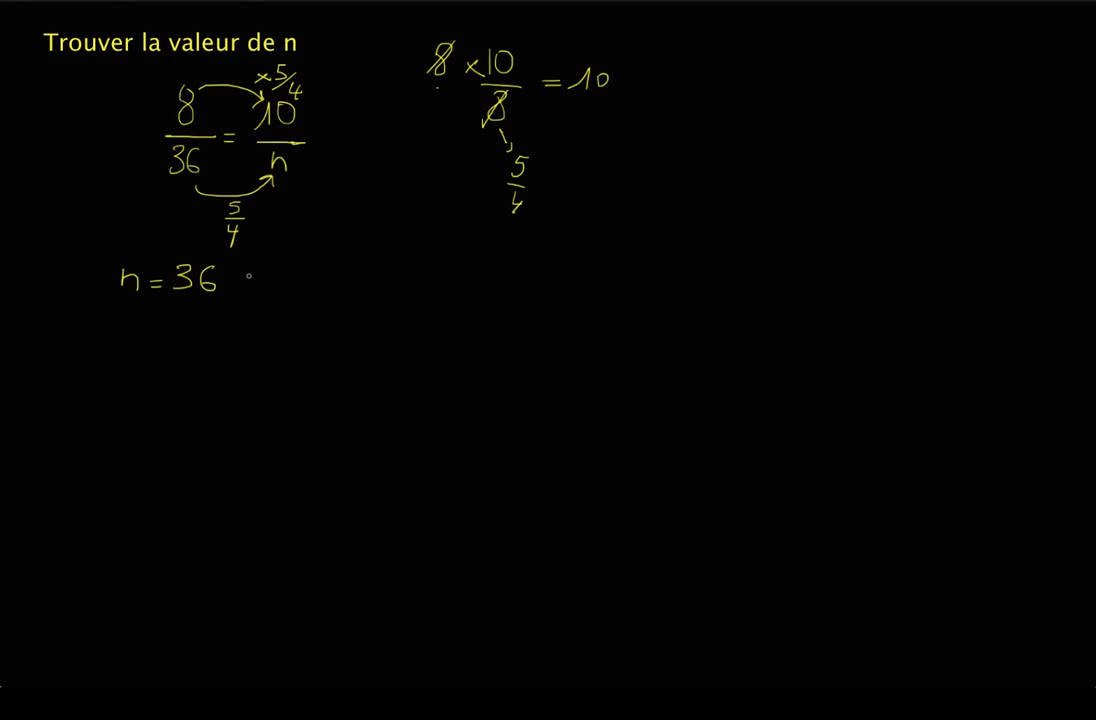 Trouver la valeur de n
× 5/4
8/36 = 10/n
5/4
n = 36
8 × 10/8 = 10
5/4